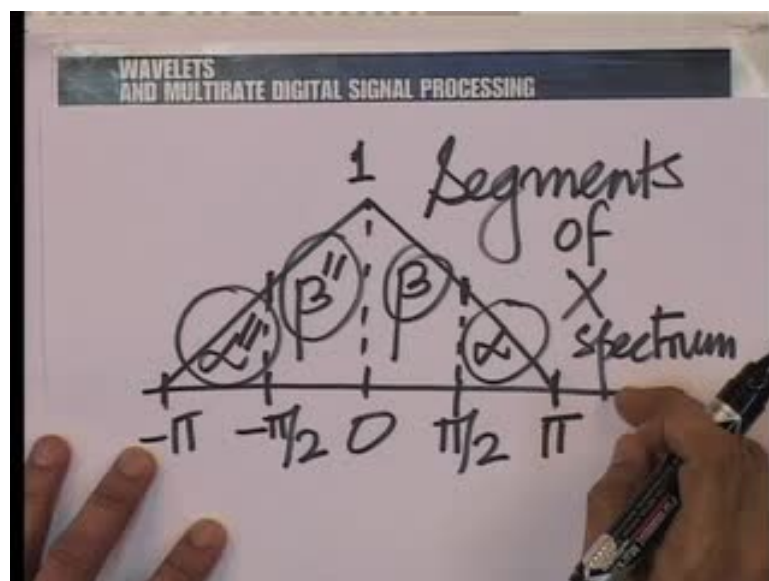 WAVELETS
AND MULTIRATE DIGITAL SIGNAL PROCESSING
1
Segments
of
X
spectrum
α" β" β α
-π -π/2 0 π/2 π